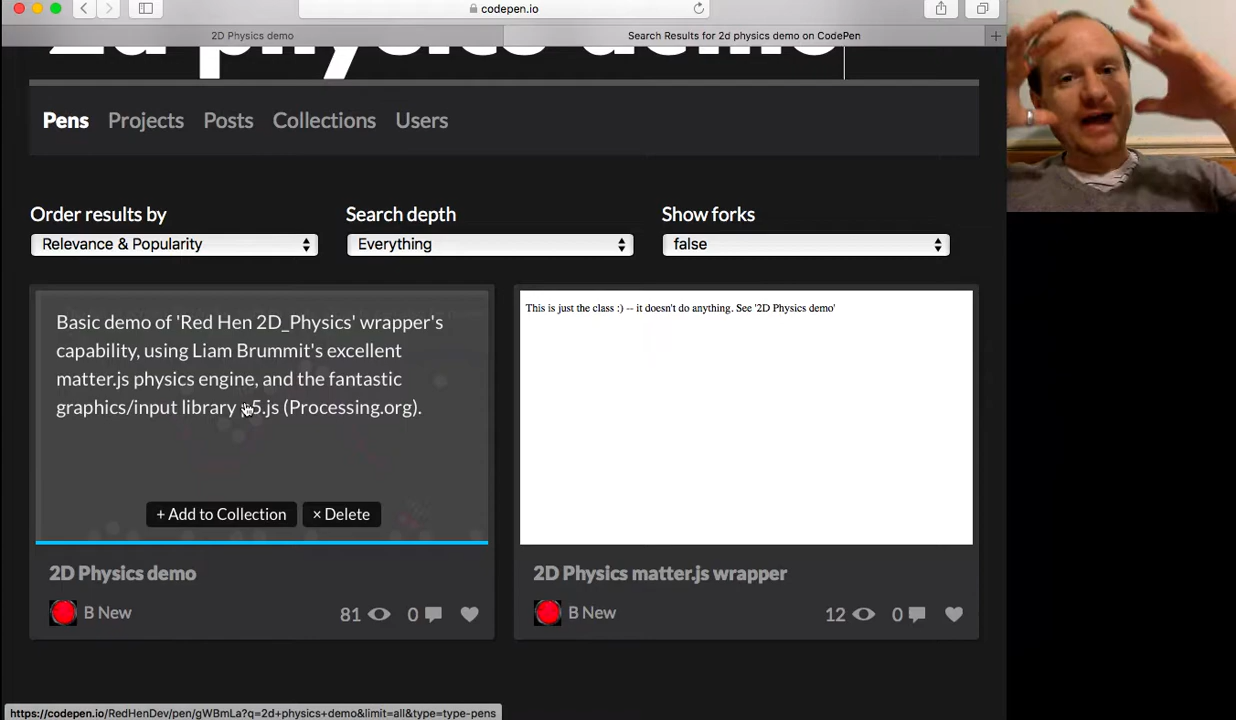 codepen.io
2D Physics demo
Search Results for 2d physics demo on CodePen
2d physics demo
Pens Projects Posts Collections Users
Order results by Search depth Show forks
Relevance & Popularity Everything false
Basic demo of 'Red Hen 2D_Physics' wrapper's
capability, using Liam Brummit's excellent
matter.js physics engine, and the fantastic
graphics/input library p5.js (Processing.org).
+ Add to Collection × Delete
This is just the class :) -- it doesn't do anything. See '2D Physics demo'
2D Physics demo
B New 81 0
2D Physics matter.js wrapper
B New 12 0
https://codepen.io/RedHenDev/pen/gWBmLa?q=2d+physics+demo&limit=all&type=type-pens